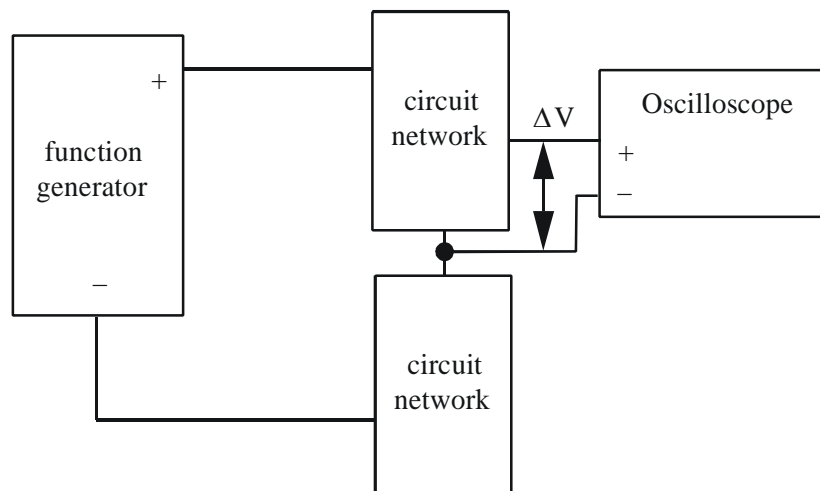 +
function
generator
−
circuit
network
ΔV
Oscilloscope
+
−
circuit
network